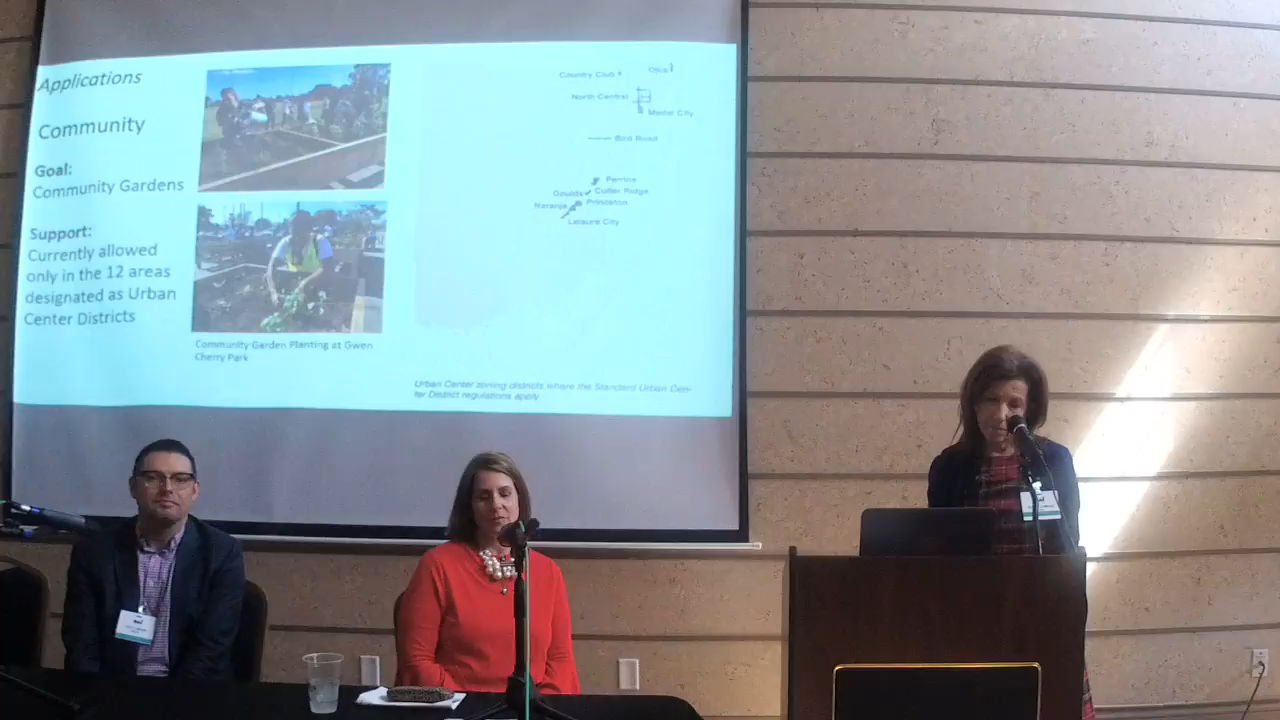 Applications
Community
Goal:
Community Gardens
Support:
Currently allowed
only in the 12 areas
designated as Urban
Center Districts
Community Garden Planting at Gwen
Cherry Park
Country Club
Ojus
North Central
Model City
Bird Road
Perrine
Goulds
Cutler Ridge
Naranja
Princeton
Leisure City
Urban Center zoning districts where the Standard Urban Cen-
ter District regulations apply